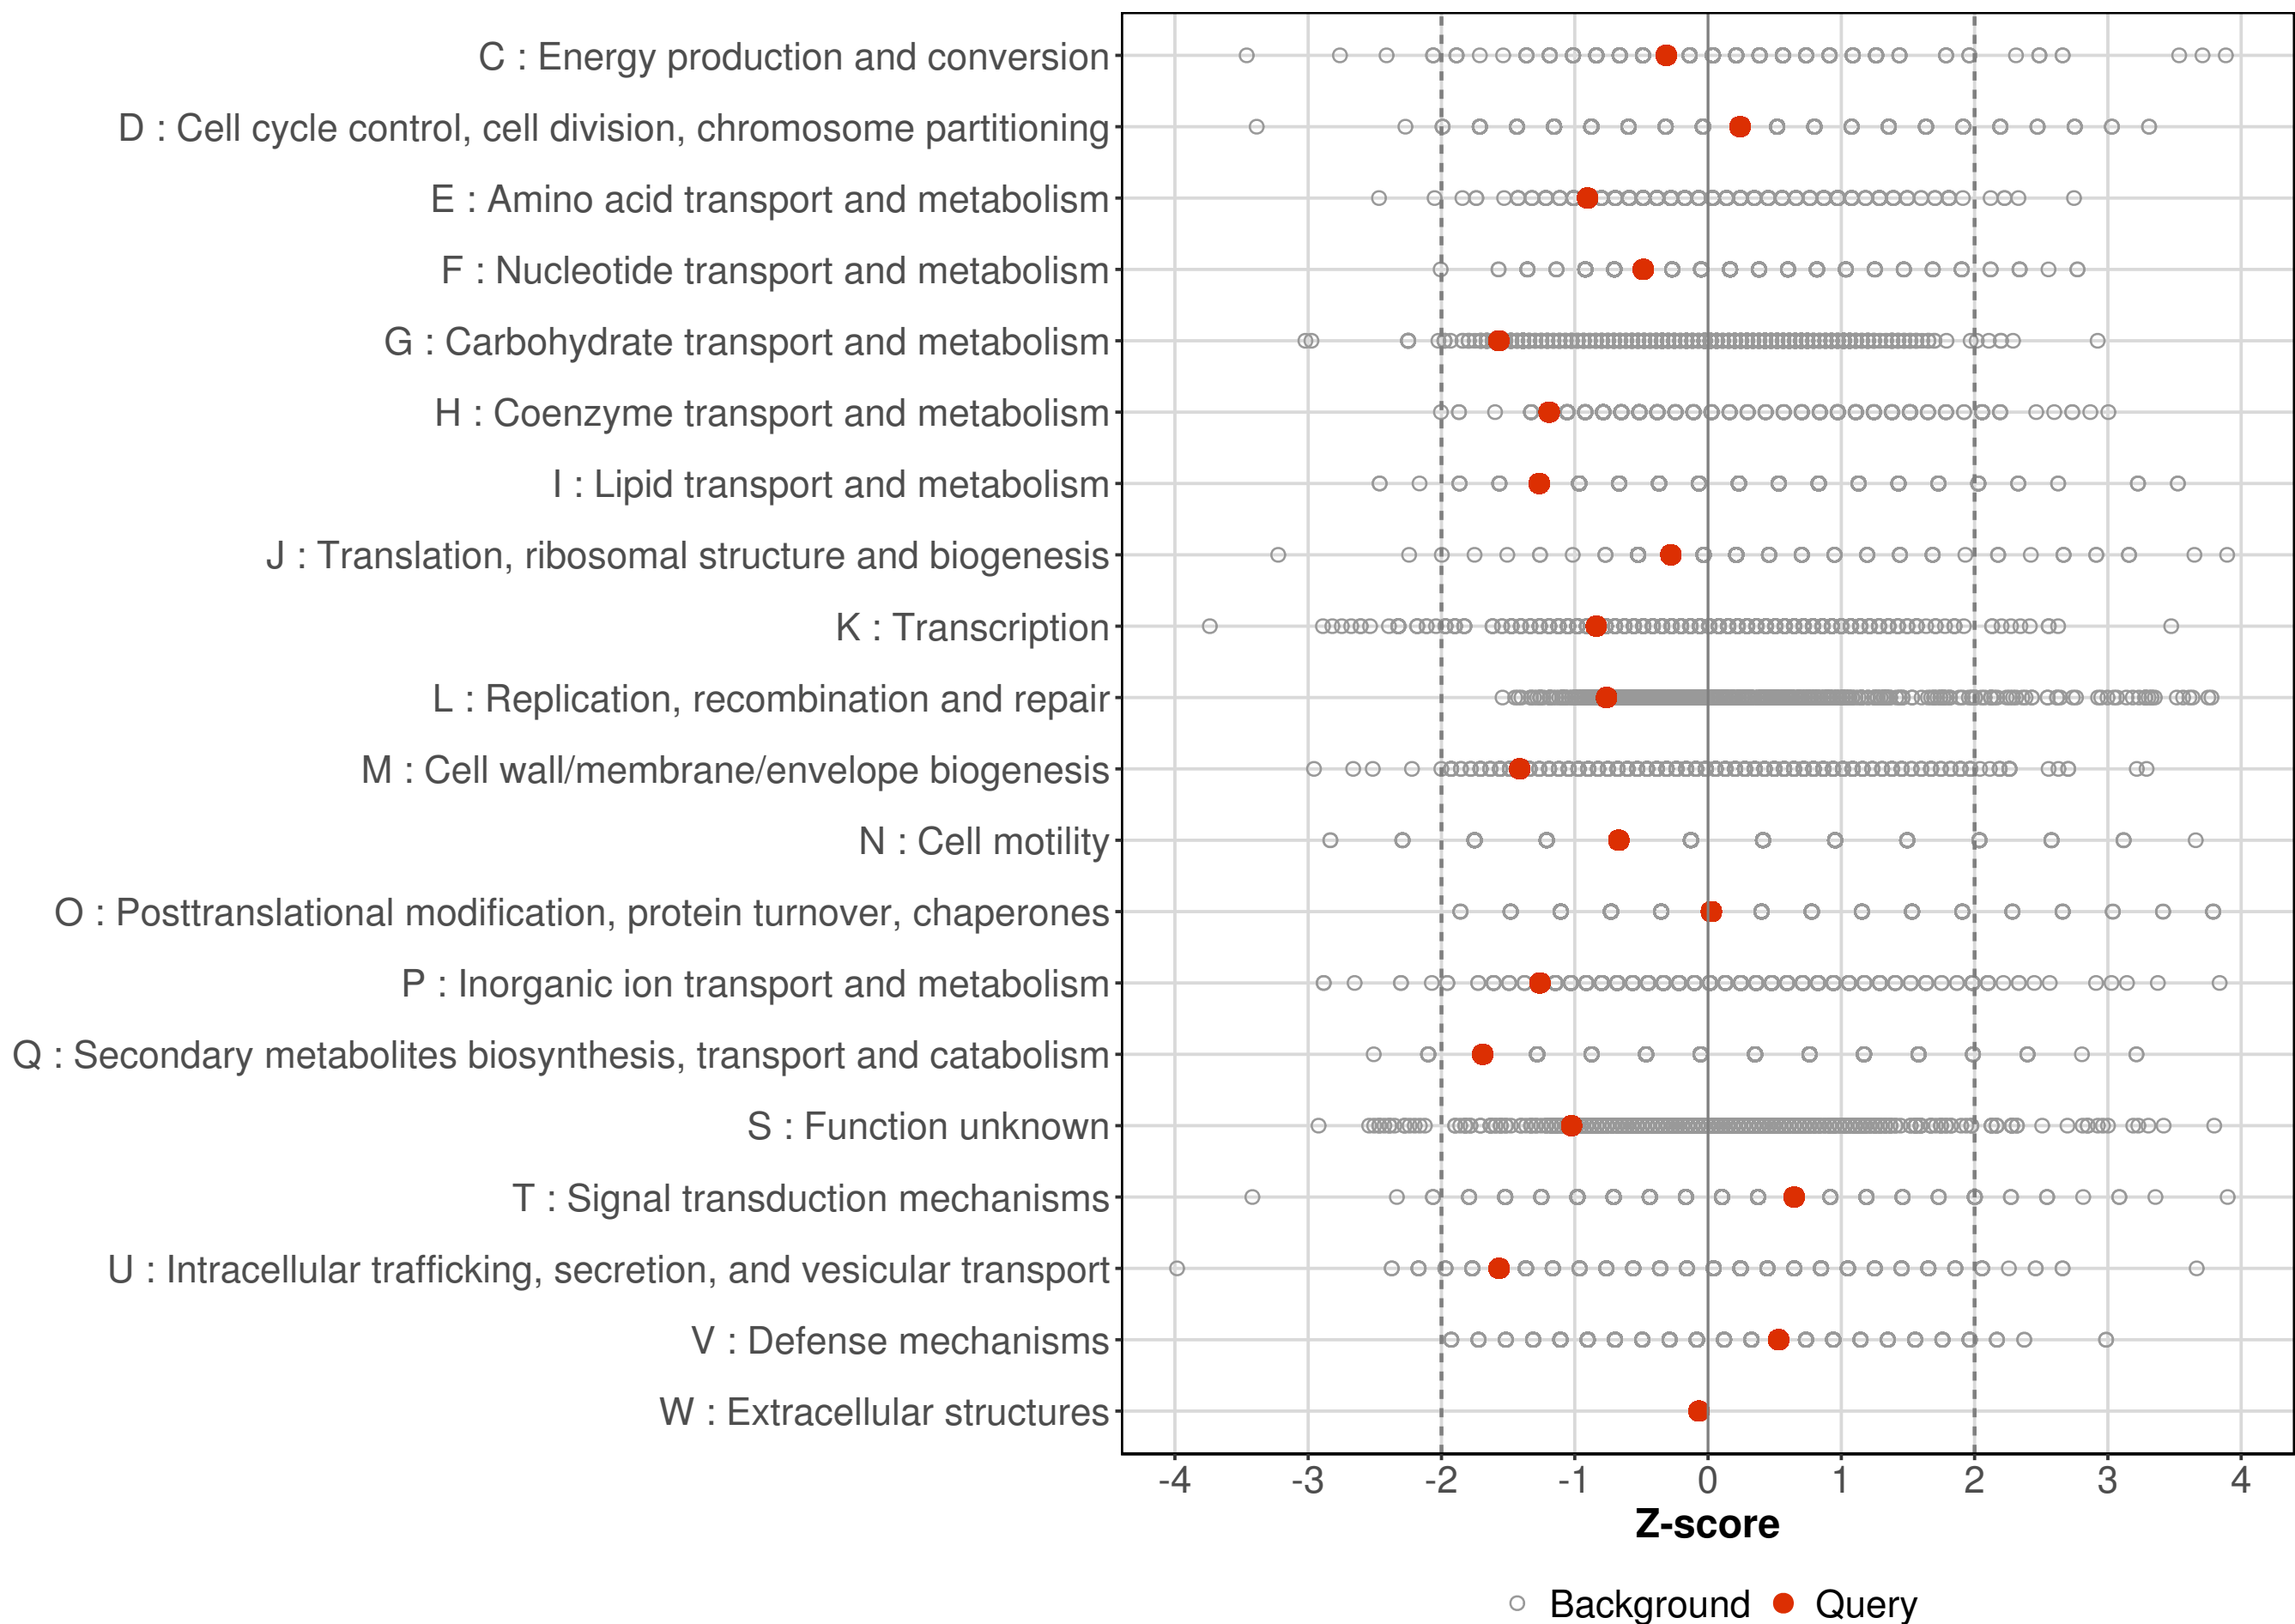 C : Energy production and conversion
D : Cell cycle control, cell division, chromosome partitioning
E : Amino acid transport and metabolism
F : Nucleotide transport and metabolism
G : Carbohydrate transport and metabolism
H : Coenzyme transport and metabolism
I : Lipid transport and metabolism
J : Translation, ribosomal structure and biogenesis
K : Transcription
L : Replication, recombination and repair
M : Cell wall/membrane/envelope biogenesis
N : Cell motility
O : Posttranslational modification, protein turnover, chaperones
P : Inorganic ion transport and metabolism
Q : Secondary metabolites biosynthesis, transport and catabolism
S : Function unknown
T : Signal transduction mechanisms
U : Intracellular trafficking, secretion, and vesicular transport
V : Defense mechanisms
W : Extracellular structures
-4 -3 -2 -1 0 1 2 3 4
Z-score
Background Query